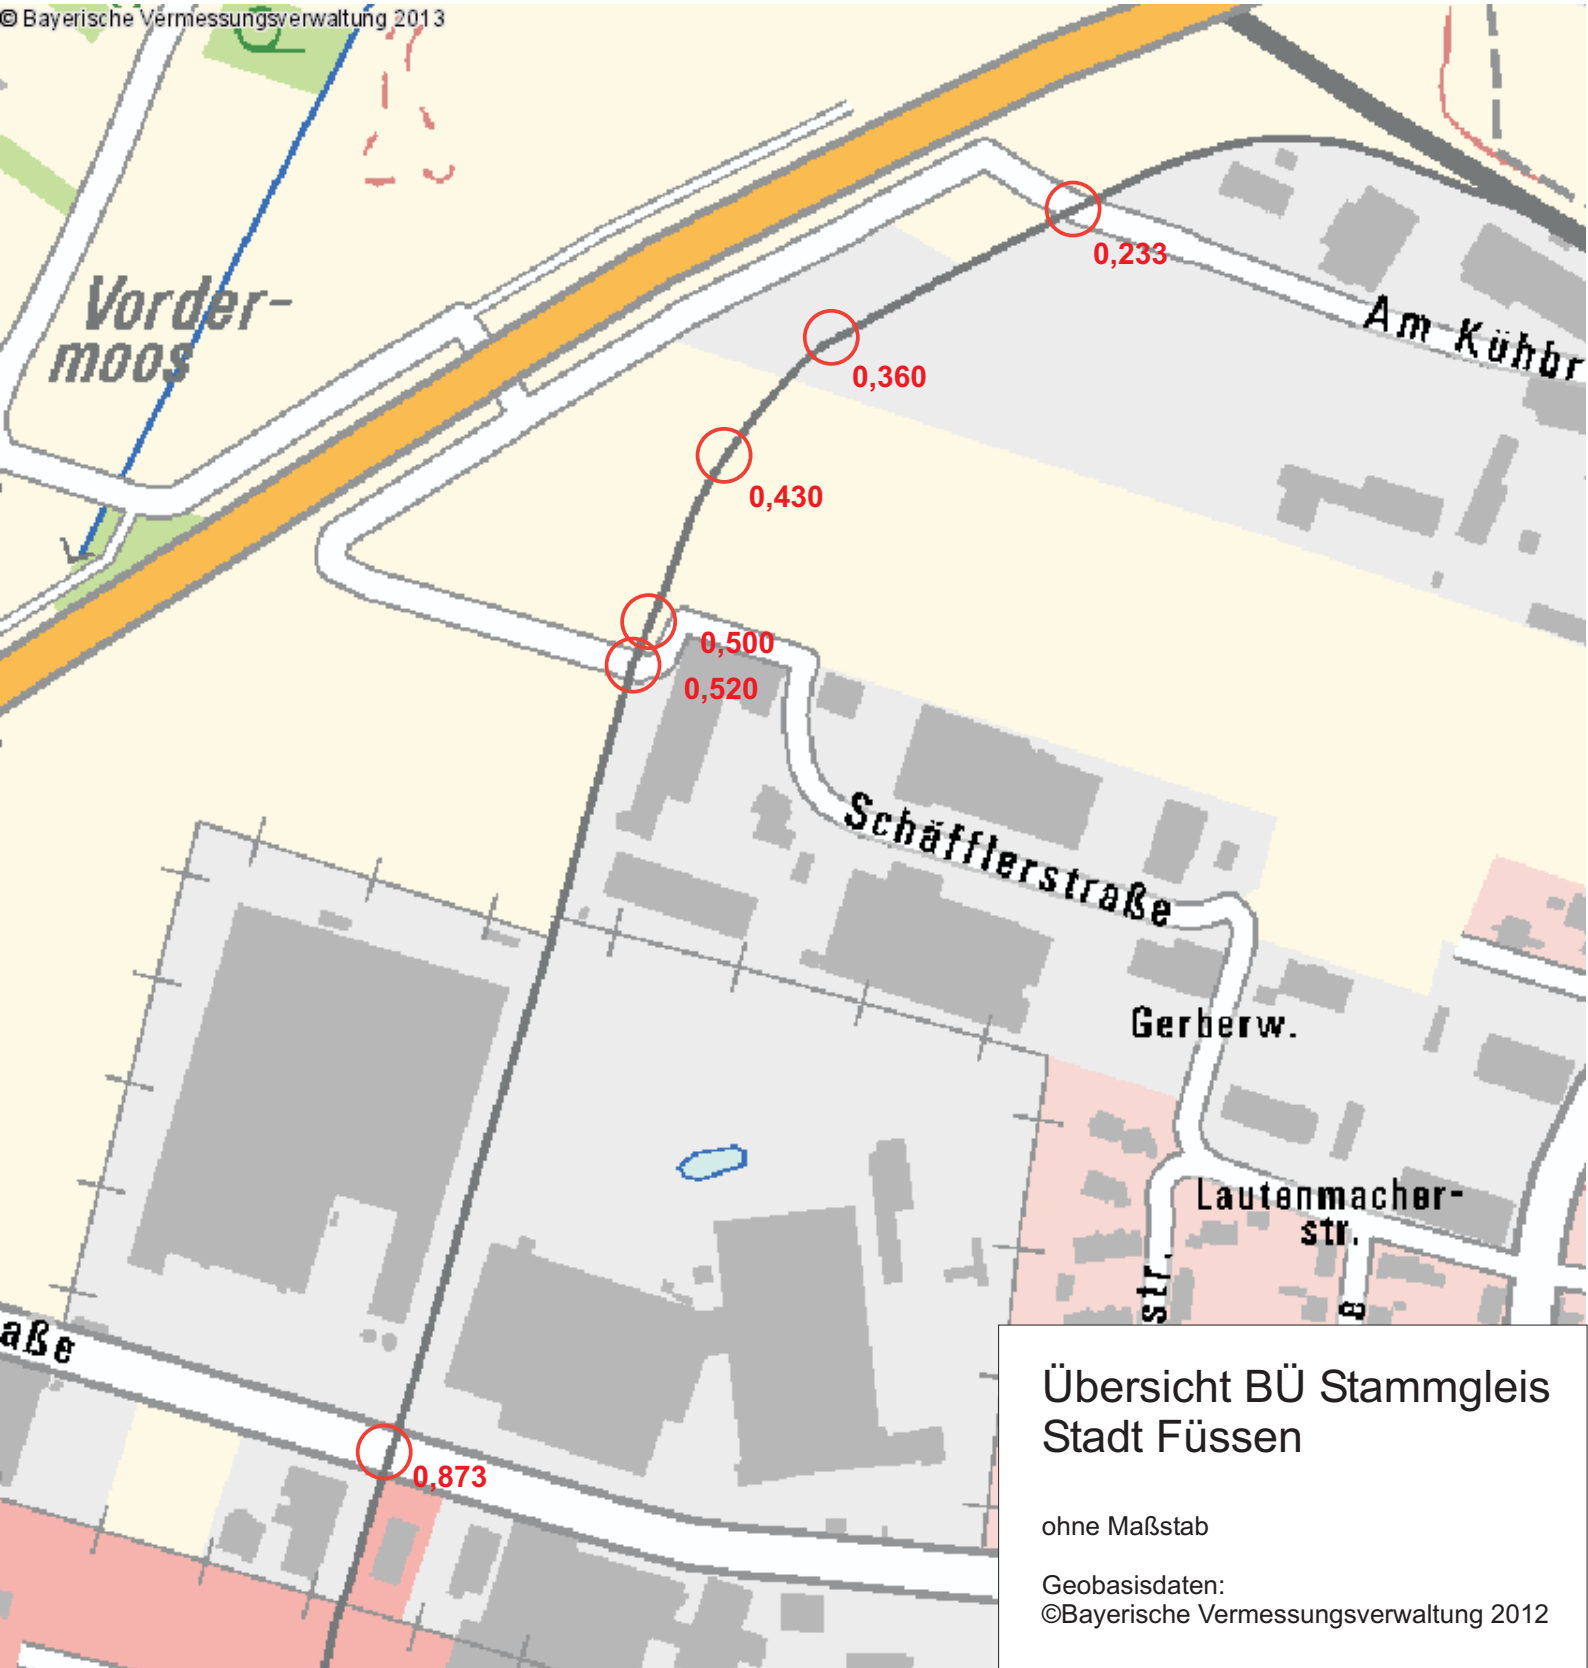 © Bayerische Vermessungsverwaltung 2013
0,233
Vorder-
moos
Am Kühbr
0,360
0,430
0,500
0,520
Schäfflerstraße
Gerberw.
Lautenmacher-
str.
str.
e
aße
0,873
Übersicht BÜ Stammgleis
Stadt Füssen
ohne Maßstab
Geobasisdaten:
©Bayerische Vermessungsverwaltung 2012